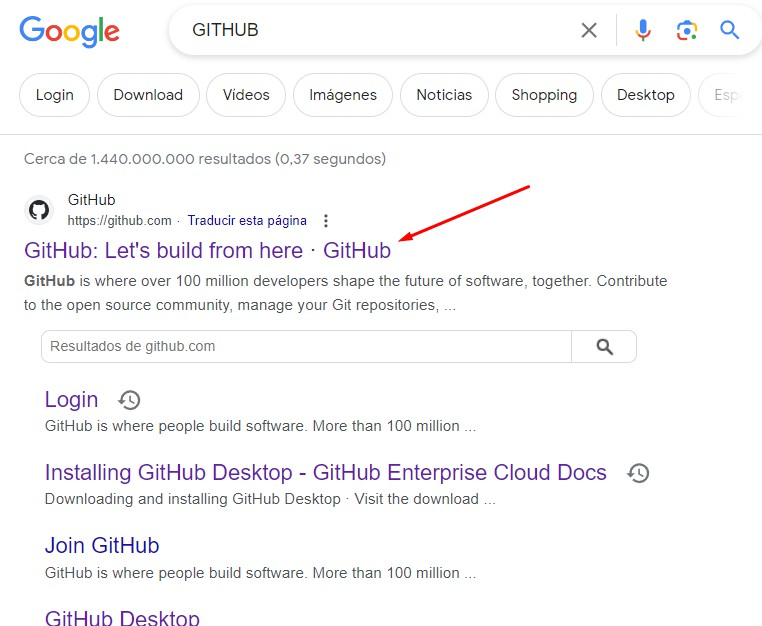 Google
GITHUB
Login
Download
Vídeos
Imágenes
Noticias
Shopping
Desktop
Esp
Cerca de 1.440.000.000 resultados (0,37 segundos)
GitHub
https://github.com · Traducir esta página
GitHub: Let's build from here · GitHub
GitHub is where over 100 million developers shape the future of software, together. Contribute
to the open source community, manage your Git repositories, ...
Resultados de github.com
Login
GitHub is where people build software. More than 100 million ...
Installing GitHub Desktop - GitHub Enterprise Cloud Docs
Downloading and installing GitHub Desktop · Visit the download ...
Join GitHub
GitHub is where people build software. More than 100 million ...
GitHub Desktop